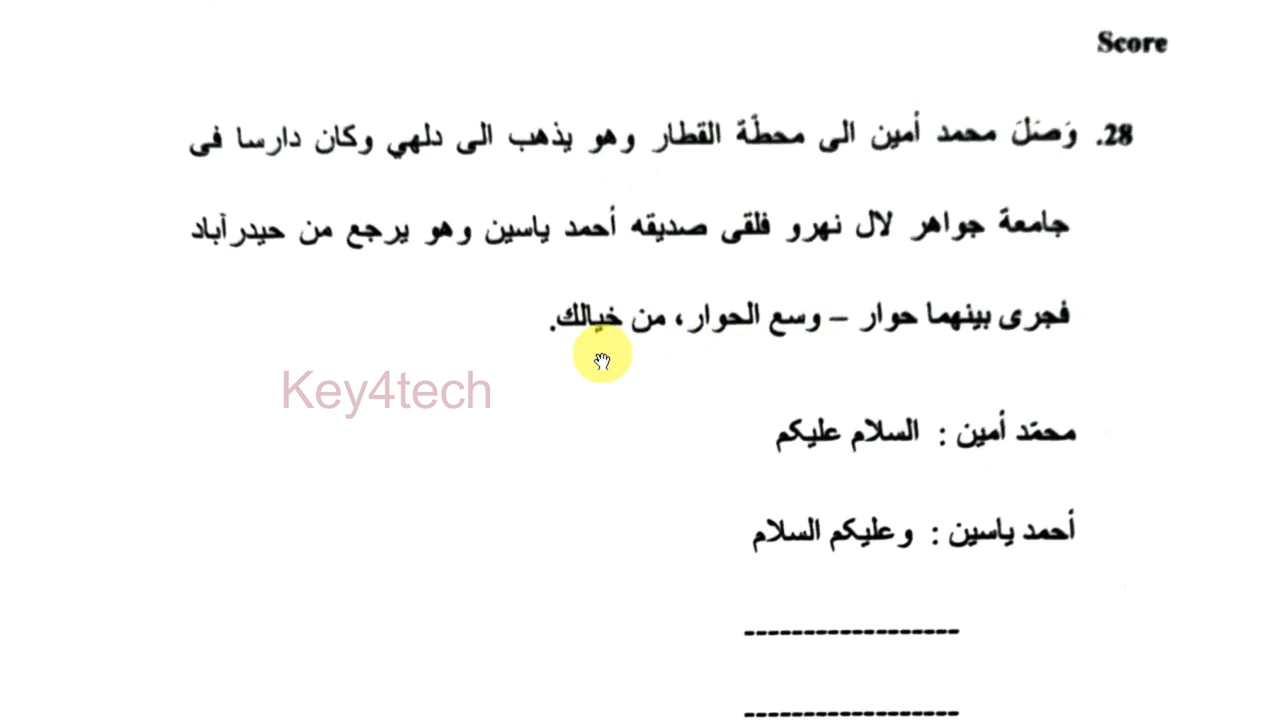 Score
28. وَصَلَ محمد أمين الى محطّة القطار وهو يذهب الى دلهي وكان دارسا فى
جامعة جواهر لال نهرو فلقى صديقه أحمد ياسين وهو يرجع من حيدرآباد
فجرى بينهما حوار – وسع الحوار، من خيالك.
Key4tech
محمّد أمين : السلام عليكم
أحمد ياسين : وعليكم السلام
------------------
------------------